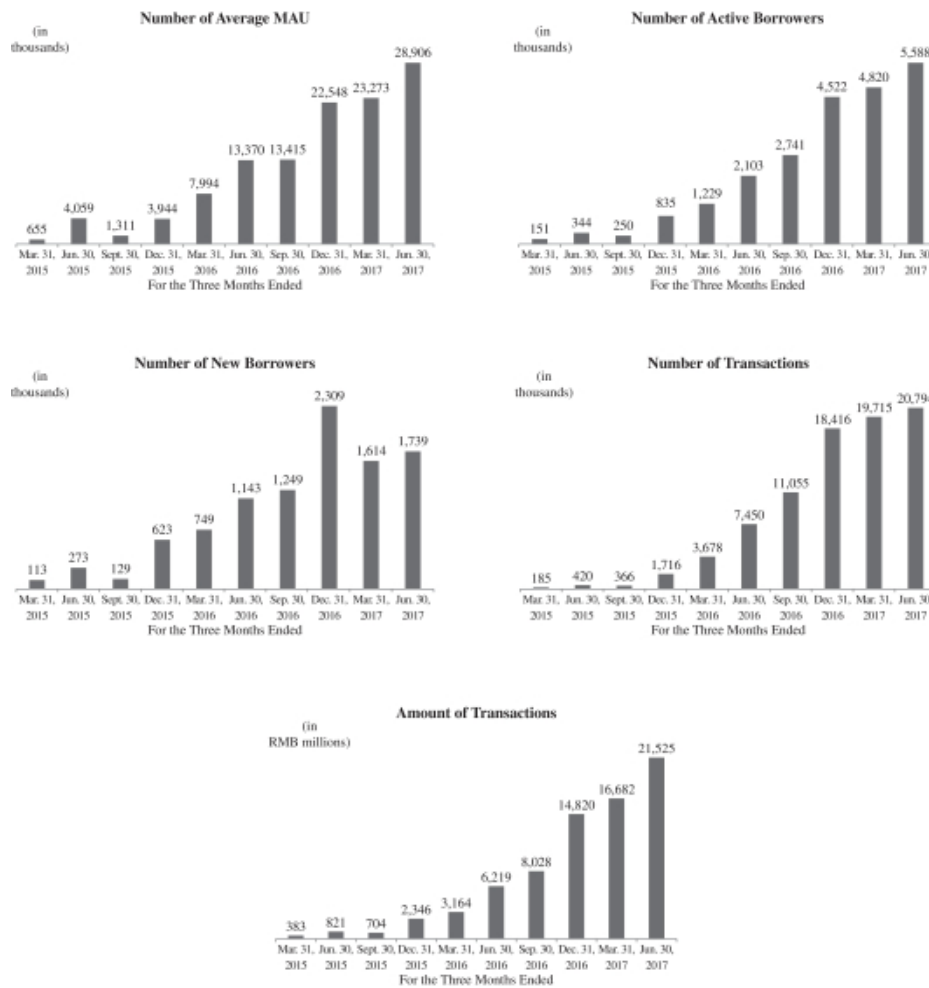 Number of Average MAU
(in
thousands)
655
4,059
1,311
3,944
7,994
13,370
13,415
22,548
23,273
28,906
Mar. 31, Jun. 30, Sept. 30, Dec. 31, Mar. 31, Jun. 30, Sep. 30, Dec. 31, Mar. 31, Jun. 30,
2015 2015 2015 2015 2016 2016 2016 2016 2017 2017
For the Three Months Ended
Number of Active Borrowers
(in
thousands)
151
344
250
835
1,229
2,103
2,741
4,522
4,820
5,588
Mar. 31, Jun. 30, Sept. 30, Dec. 31, Mar. 31, Jun. 30, Sep. 30, Dec. 31, Mar. 31, Jun. 30,
2015 2015 2015 2015 2016 2016 2016 2016 2017 2017
For the Three Months Ended
Number of New Borrowers
(in
thousands)
113
273
129
623
749
1,143
1,249
2,309
1,614
1,739
Mar. 31, Jun. 30, Sept. 30, Dec. 31, Mar. 31, Jun. 30, Sep. 30, Dec. 31, Mar. 31, Jun. 30,
2015 2015 2015 2015 2016 2016 2016 2016 2017 2017
For the Three Months Ended
Number of Transactions
(in
thousands)
185
420
366
1,716
3,678
7,450
11,055
18,416
19,715
20,794
Mar. 31, Jun. 30, Sept. 30, Dec. 31, Mar. 31, Jun. 30, Sep. 30, Dec. 31, Mar. 31, Jun. 30,
2015 2015 2015 2015 2016 2016 2016 2016 2017 2017
For the Three Months Ended
Amount of Transactions
(in
RMB millions)
383
821
704
2,346
3,164
6,219
8,028
14,820
16,682
21,525
Mar. 31, Jun. 30, Sept. 30, Dec. 31, Mar. 31, Jun. 30, Sep. 30, Dec. 31, Mar. 31, Jun. 30,
2015 2015 2015 2015 2016 2016 2016 2016 2017 2017
For the Three Months Ended